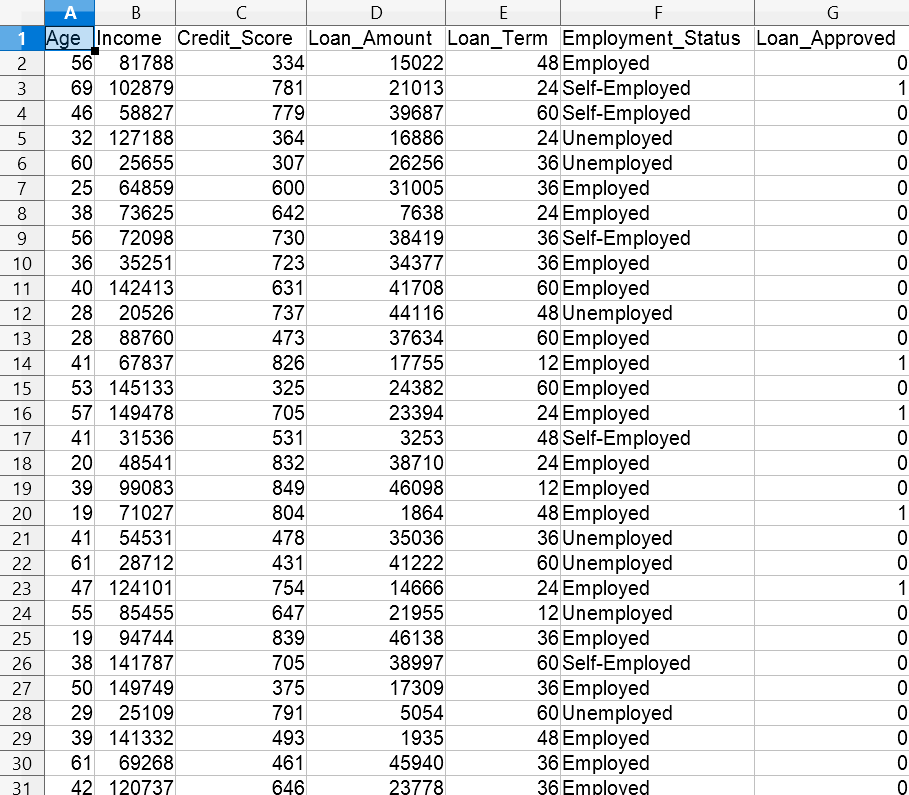 A B C D E F G
1 Age Income Credit_Score Loan_Amount Loan_Term Employment_Status Loan_Approved
2 56 81788 334 15022 48 Employed 0
3 69 102879 781 21013 24 Self-Employed 1
4 46 58827 779 39687 60 Self-Employed 0
5 32 127188 364 16886 24 Unemployed 0
6 60 25655 307 26256 36 Unemployed 0
7 25 64859 600 31005 36 Employed 0
8 38 73625 642 7638 24 Employed 0
9 56 72098 730 38419 36 Self-Employed 0
10 36 35251 723 34377 36 Employed 0
11 40 142413 631 41708 60 Employed 0
12 28 20526 737 44116 48 Unemployed 0
13 28 88760 473 37634 60 Employed 0
14 41 67837 826 17755 12 Employed 1
15 53 145133 325 24382 60 Employed 0
16 57 149478 705 23394 24 Employed 1
17 41 31536 531 3253 48 Self-Employed 0
18 20 48541 832 38710 24 Employed 0
19 39 99083 849 46098 12 Employed 0
20 19 71027 804 1864 48 Employed 1
21 41 54531 478 35036 36 Unemployed 0
22 61 28712 431 41222 60 Unemployed 0
23 47 124101 754 14666 24 Employed 1
24 55 85455 647 21955 12 Unemployed 0
25 19 94744 839 46138 36 Employed 0
26 38 141787 705 38997 60 Self-Employed 0
27 50 149749 375 17309 36 Employed 0
28 29 25109 791 5054 60 Unemployed 0
29 39 141332 493 1935 48 Employed 0
30 61 69268 461 45940 36 Employed 0
31 42 120737 646 23778 36 Employed 0